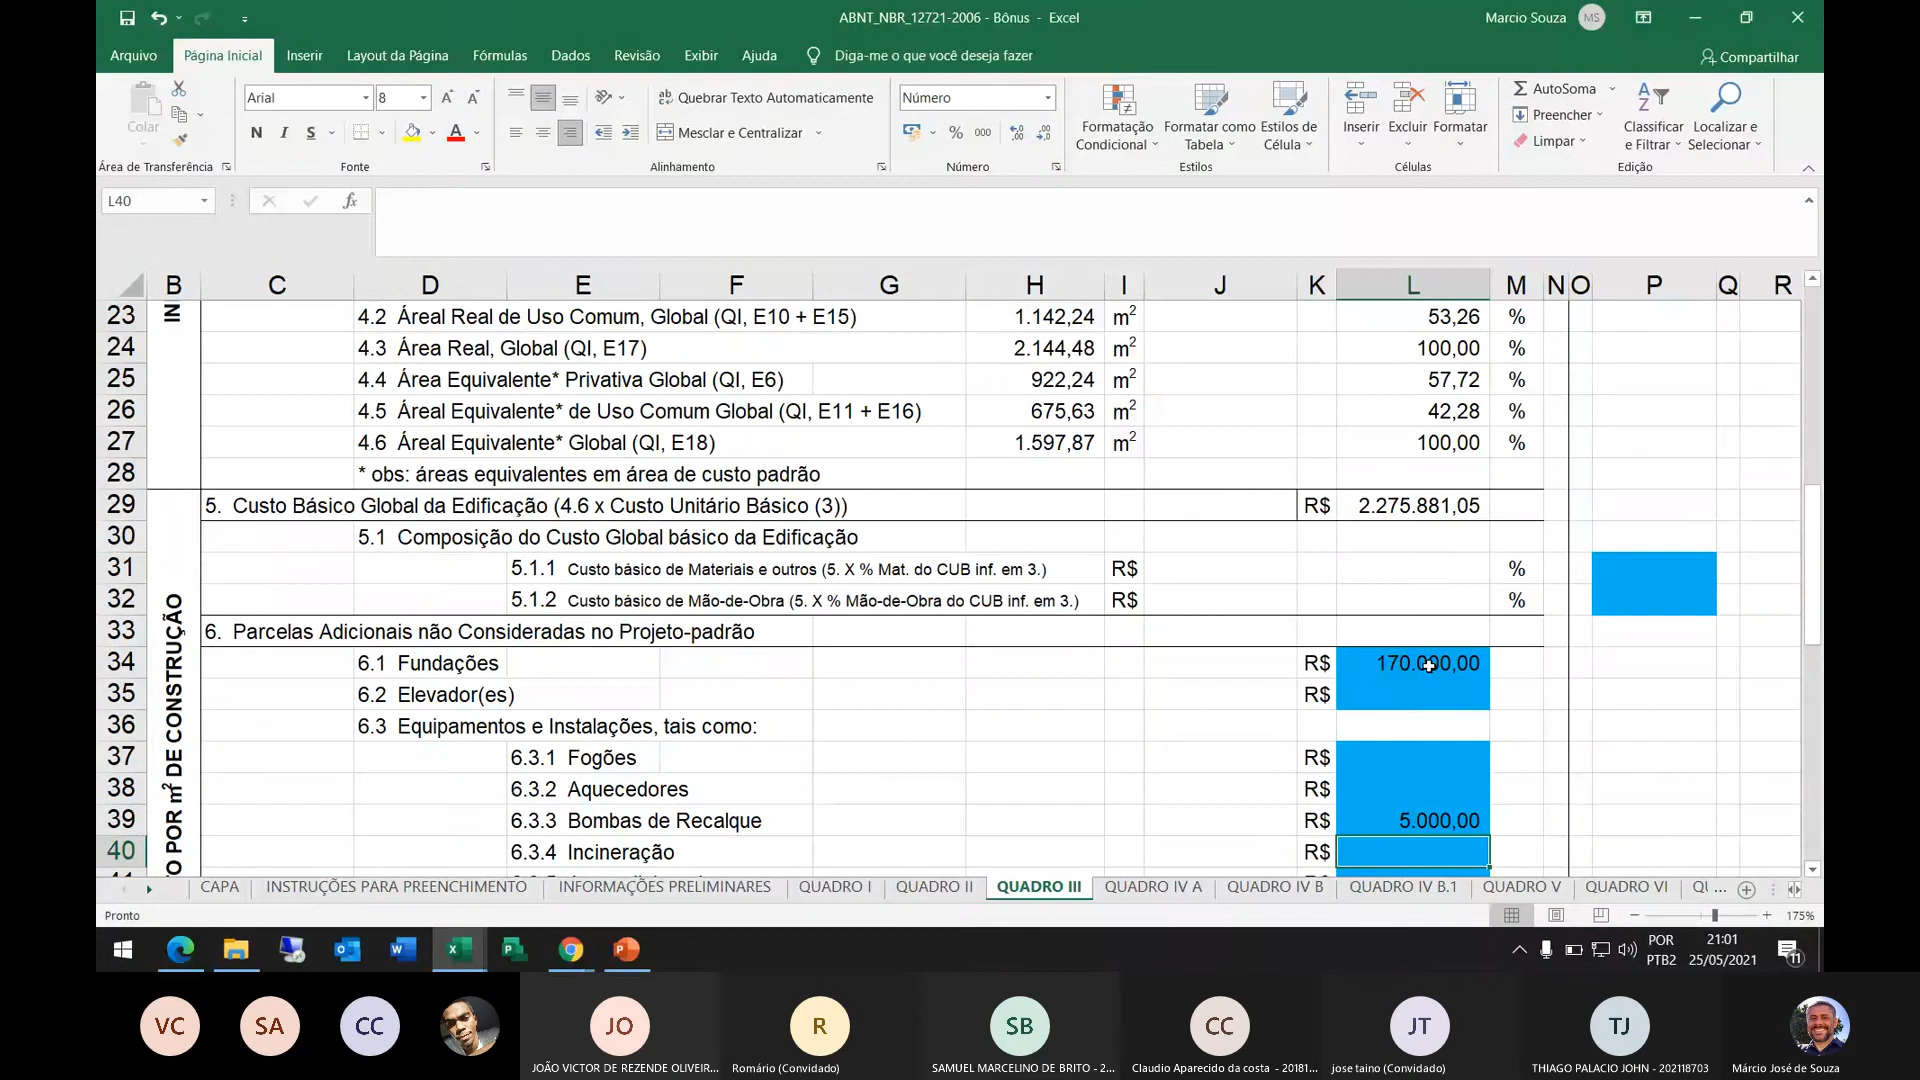 ABNT_NBR_12721-2006 - Bônus - Excel
Marcio Souza MS
Arquivo Página Inicial Inserir Layout da Página Fórmulas Dados Revisão Exibir Ajuda Diga-me o que você deseja fazer Compartilhar
Colar
Área de Transferência
Arial 8
N I S
Fonte
Quebrar Texto Automaticamente
Mesclar e Centralizar
Alinhamento
Número
% 000
Número
Formatação Condicional
Formatar como Tabela
Estilos de Célula
Estilos
Inserir Excluir Formatar
Células
AutoSoma
Preencher
Limpar
Classificar e Filtrar
Localizar e Selecionar
Edição
L40 fx
B C D E F G H I J K L M N O P Q R
23 4.2 Áreal Real de Uso Comum, Global (QI, E10 + E15) 1.142,24 m² 53,26 %
24 4.3 Área Real, Global (QI, E17) 2.144,48 m² 100,00 %
25 4.4 Área Equivalente* Privativa Global (QI, E6) 922,24 m² 57,72 %
26 4.5 Áreal Equivalente* de Uso Comum Global (QI, E11 + E16) 675,63 m² 42,28 %
27 4.6 Áreal Equivalente* Global (QI, E18) 1.597,87 m² 100,00 %
28 * obs: áreas equivalentes em área de custo padrão
29 5. Custo Básico Global da Edificação (4.6 x Custo Unitário Básico (3)) R$ 2.275.881,05
30 5.1 Composição do Custo Global básico da Edificação
31 5.1.1 Custo básico de Materiais e outros (5. X % Mat. do CUB inf. em 3.) R$ %
32 5.1.2 Custo básico de Mão-de-Obra (5. X % Mão-de-Obra do CUB inf. em 3.) R$ %
33 6. Parcelas Adicionais não Consideradas no Projeto-padrão
34 6.1 Fundações R$ 170.000,00
35 6.2 Elevador(es) R$
36 6.3 Equipamentos e Instalações, tais como:
37 6.3.1 Fogões R$
38 6.3.2 Aquecedores R$
39 6.3.3 Bombas de Recalque R$ 5.000,00
40 6.3.4 Incineração R$
IN
O POR m² DE CONSTRUÇÃO
CAPA INSTRUÇÕES PARA PREENCHIMENTO INFORMAÇÕES PRELIMINARES QUADRO I QUADRO II QUADRO III QUADRO IV A QUADRO IV B QUADRO IV B.1 QUADRO V QUADRO VI QU ...
Pronto 175%
POR
PTB2
21:01
25/05/2021
11
VC SA CC JO R SB CC JT TJ
JOÃO VICTOR DE REZENDE OLIVEIR... Romário (Convidado) SAMUEL MARCELINO DE BRITO - 2... Claudio Aparecido da costa - 20181... jose taino (Convidado) THIAGO PALACIO JOHN - 202118703 Márcio José de Souza